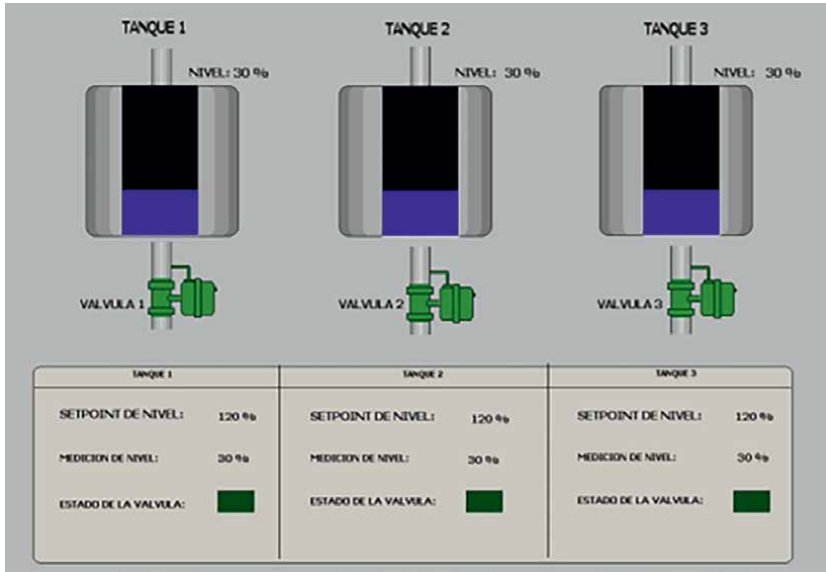 TANQUE 1 TANQUE 2 TANQUE 3
NIVEL: 30 % NIVEL: 30 % NIVEL: 30 %
VALVULA 1 VALVULA 2 VALVULA 3
TANQUE 1 TANQUE 2 TANQUE 3
SETPOINT DE NIVEL: 120 % SETPOINT DE NIVEL: 120 % SETPOINT DE NIVEL: 120 %
MEDICION DE NIVEL: 30 % MEDICION DE NIVEL: 30 % MEDICION DE NIVEL: 30 %
ESTADO DE LA VALVULA: ESTADO DE LA VALVULA: ESTADO DE LA VALVULA: